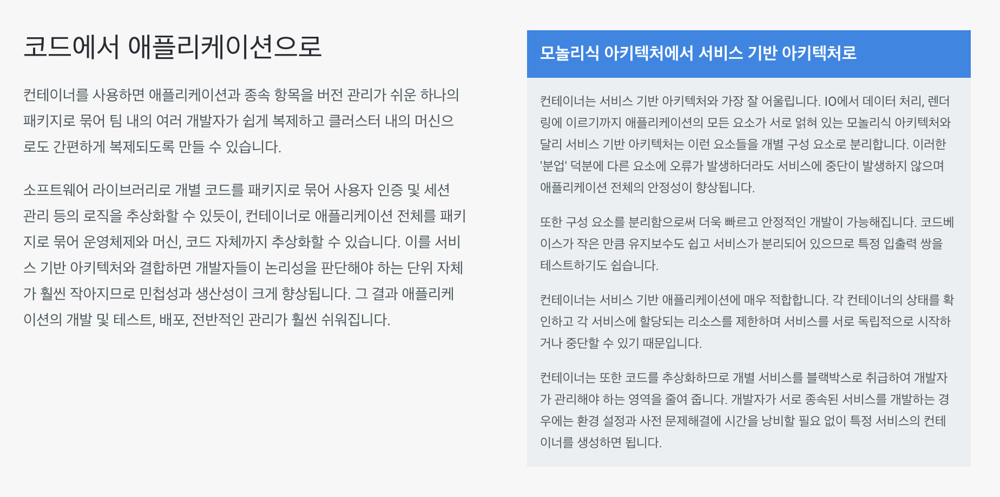 코드에서 애플리케이션으로
컨테이너를 사용하면 애플리케이션과 종속 항목을 버전 관리가 쉬운 하나의
패키지로 묶어 팀 내의 여러 개발자가 쉽게 복제하고 클러스터 내의 머신으
로도 간편하게 복제되도록 만들 수 있습니다.
소프트웨어 라이브러리로 개별 코드를 패키지로 묶어 사용자 인증 및 세션
관리 등의 로직을 추상화할 수 있듯이, 컨테이너로 애플리케이션 전체를 패키
지로 묶어 운영체제와 머신, 코드 자체까지 추상화할 수 있습니다. 이를 서비
스 기반 아키텍처와 결합하면 개발자들이 논리성을 판단해야 하는 단위 자체
가 훨씬 작아지므로 민첩성과 생산성이 크게 향상됩니다. 그 결과 애플리케
이션의 개발 및 테스트, 배포, 전반적인 관리가 훨씬 쉬워집니다.
모놀리식 아키텍처에서 서비스 기반 아키텍처로
컨테이너는 서비스 기반 아키텍처와 가장 잘 어울립니다. IO에서 데이터 처리, 렌더
링에 이르기까지 애플리케이션의 모든 요소가 서로 얽혀 있는 모놀리식 아키텍처와
달리 서비스 기반 아키텍처는 이런 요소들을 개별 구성 요소로 분리합니다. 이러한
'분업' 덕분에 다른 요소에 오류가 발생하더라도 서비스에 중단이 발생하지 않으며
애플리케이션 전체의 안정성이 향상됩니다.
또한 구성 요소를 분리함으로써 더욱 빠르고 안정적인 개발이 가능해집니다. 코드베
이스가 작은 만큼 유지보수도 쉽고 서비스가 분리되어 있으므로 특정 입출력 쌍을
테스트하기도 쉽습니다.
컨테이너는 서비스 기반 애플리케이션에 매우 적합합니다. 각 컨테이너의 상태를 확
인하고 각 서비스에 할당되는 리소스를 제한하며 서비스를 서로 독립적으로 시작하
거나 중단할 수 있기 때문입니다.
컨테이너는 또한 코드를 추상화하므로 개별 서비스를 블랙박스로 취급하여 개발자
가 관리해야 하는 영역을 줄여 줍니다. 개발자가 서로 종속된 서비스를 개발하는 경
우에는 환경 설정과 사전 문제해결에 시간을 낭비할 필요 없이 특정 서비스의 컨테
이너를 생성하면 됩니다.